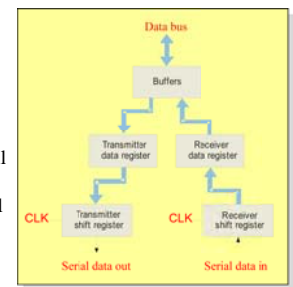 Data bus
Buffers
Transmitter
data register
Receiver
data register
l
l
CLK
Transmitter
shift register
CLK
Receiver
shift register
Serial data out
Serial data in